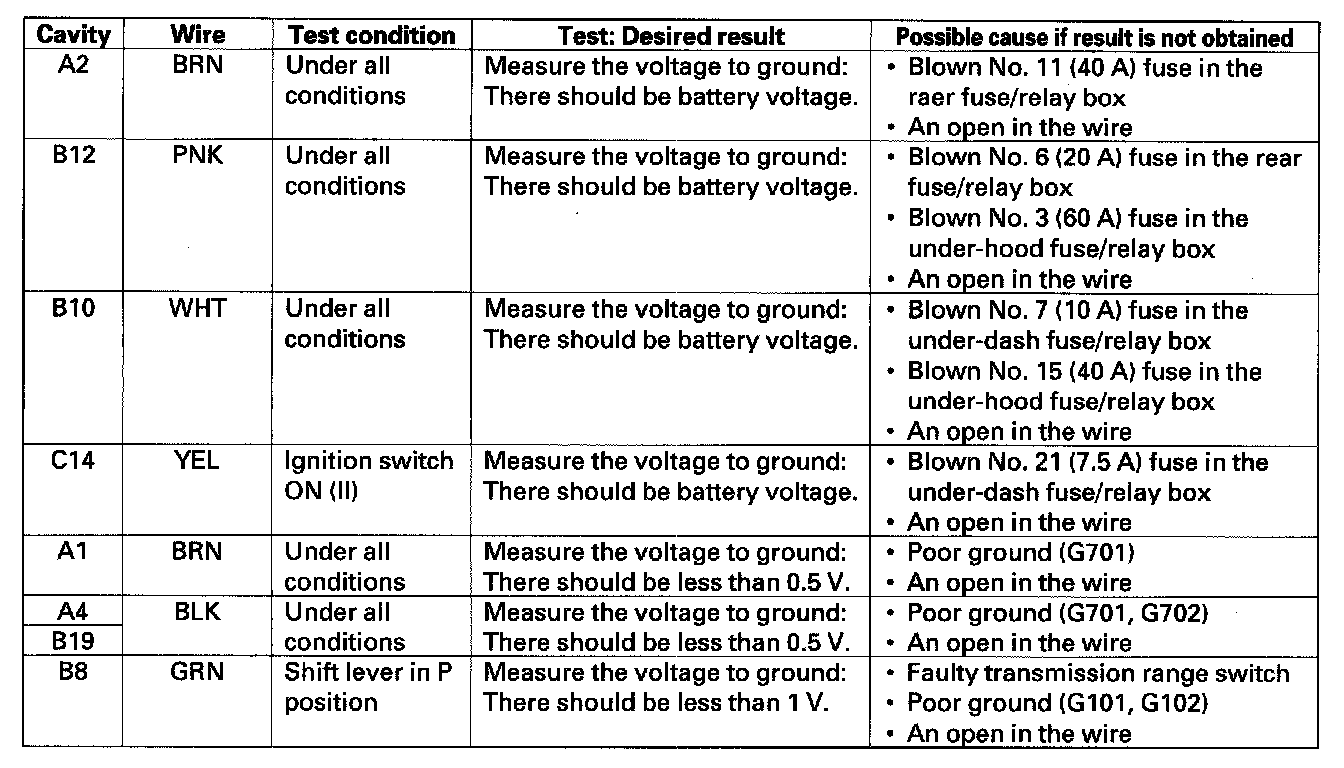 Cavity Wire Test condition Test: Desired result Possible cause if result is not obtained
A2 BRN Under all Measure the voltage to ground: • Blown No. 11 (40 A) fuse in the
conditions There should be battery voltage. raer fuse/relay box
• An open in the wire
B12 PNK Under all Measure the voltage to ground: • Blown No. 6 (20 A) fuse in the rear
conditions There should be battery voltage. fuse/relay box
• Blown No. 3 (60 A) fuse in the
under-hood fuse/relay box
• An open in the wire
B10 WHT Under all Measure the voltage to ground: • Blown No. 7 (10 A) fuse in the
conditions There should be battery voltage. under-dash fuse/relay box
• Blown No. 15 (40 A) fuse in the
under-hood fuse/relay box
• An open in the wire
C14 YEL Ignition switch Measure the voltage to ground: • Blown No. 21 (7.5 A) fuse in the
ON (II) There should be battery voltage. under-dash fuse/relay box
• An open in the wire
A1 BRN Under all Measure the voltage to ground: • Poor ground (G701)
conditions There should be less than 0.5 V. • An open in the wire
A4 BLK Under all Measure the voltage to ground: • Poor ground (G701, G702)
B19 conditions There should be less than 0.5 V. • An open in the wire
B8 GRN Shift lever in P Measure the voltage to ground: • Faulty transmission range switch
position There should be less than 1 V. • Poor ground (G101, G102)
• An open in the wire